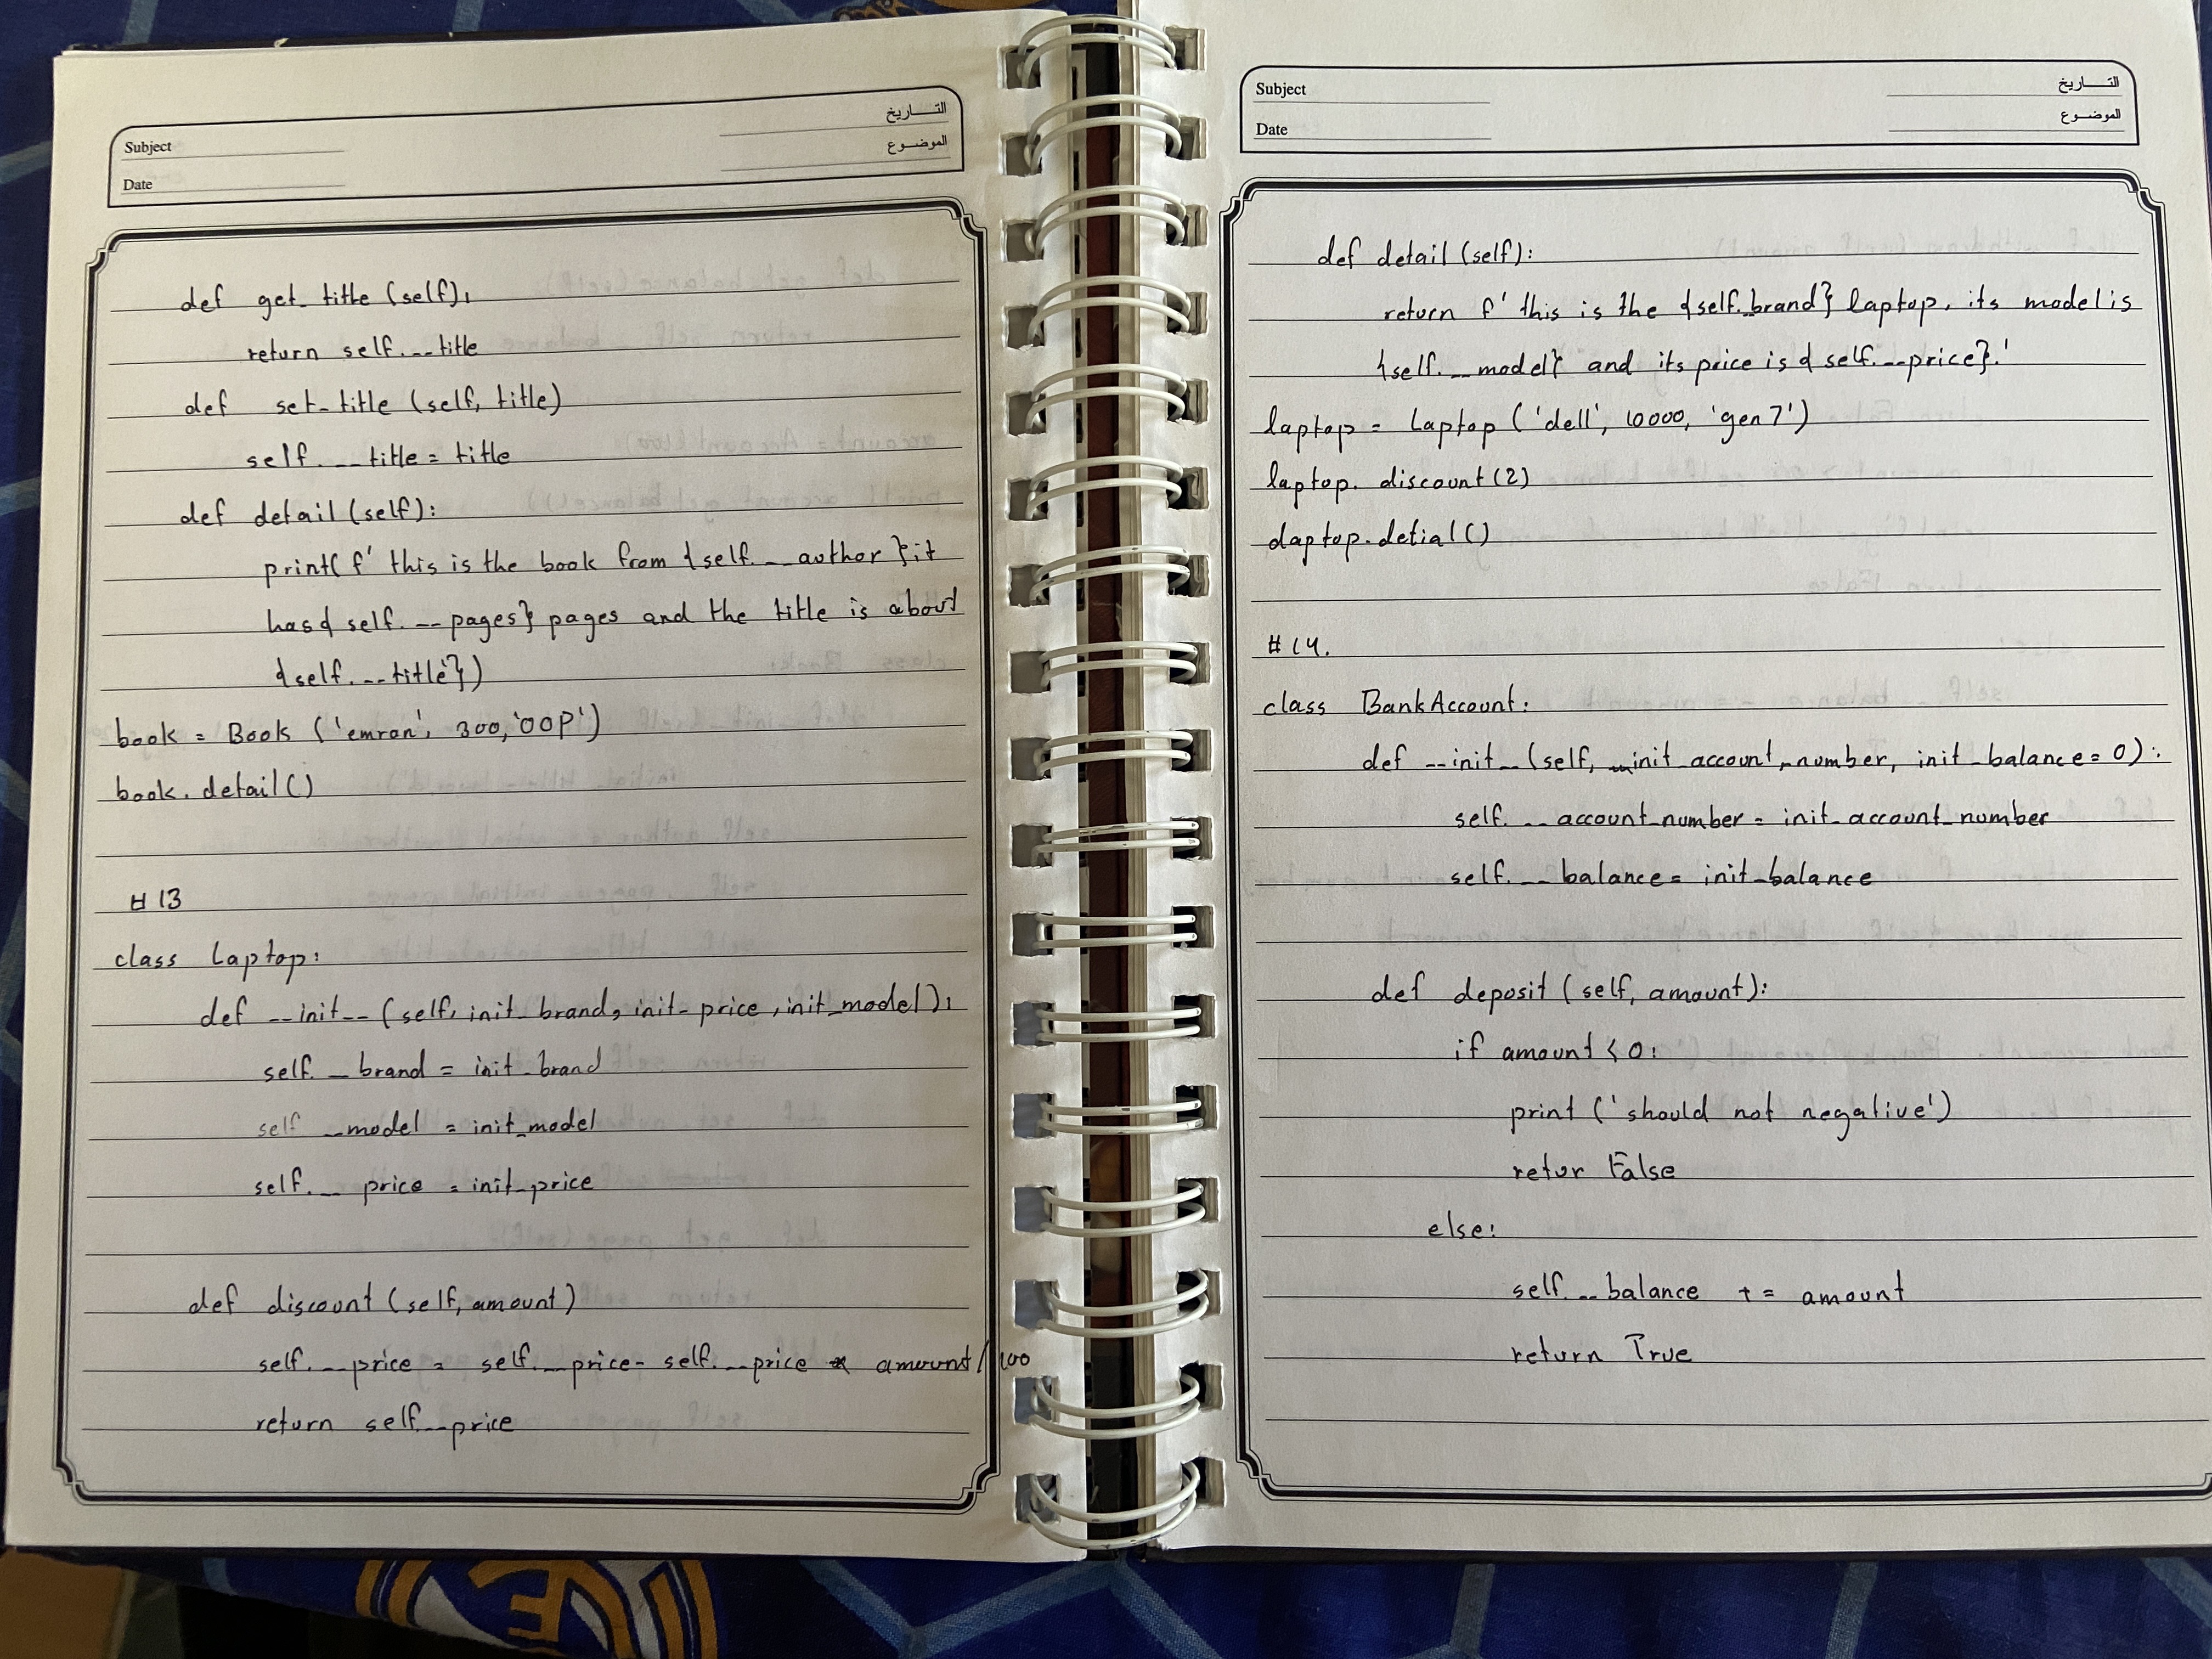 Subject
Date
التـــاريخ
الموضـــوع
def get_title (self):
return self.__title
def set_title (self, title)
self.__title = title
def detail (self):
print( f' this is the book from {self.__author} it
has { self.__pages} pages and the title is about
{self.__title}')
book = Book ( 'emran', 300, 'OOP')
book.detail()
# 13
class Laptop:
def __init__ (self, init_brand, init_price, init_model):
self.__brand = init_brand
self.__model = init_model
self.__price = init_price
def discount (self, amount)
self.__price = self.__price - self.__price * amount / 100
return self.__price
Subject
Date
التـــاريخ
الموضـــوع
def detail (self):
return f' this is the {self.__brand} laptop, its model is
{self.__model} and its price is {self.__price}.'
laptop = Laptop ( 'dell', 10000, 'gen7')
laptop.discount(2)
laptop.detial()
# 14.
class BankAccount:
def __init__ (self, init_account_number, init_balance = 0):
self.__account_number = init_account_number
self.__balance = init_balance
def deposit (self, amount):
if amount < 0:
print ( 'should not negative')
retur False
else:
self.__balance += amount
return True